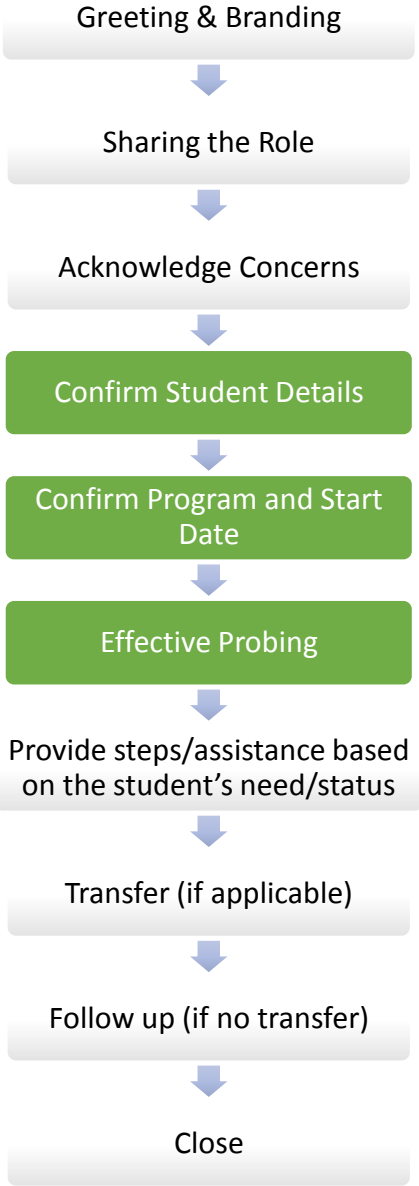 Greeting & Branding
Sharing the Role
Acknowledge Concerns
Confirm Student Details
Confirm Program and Start
Date
Effective Probing
Provide steps/assistance based
on the student’s need/status
Transfer (if applicable)
Follow up (if no transfer)
Close